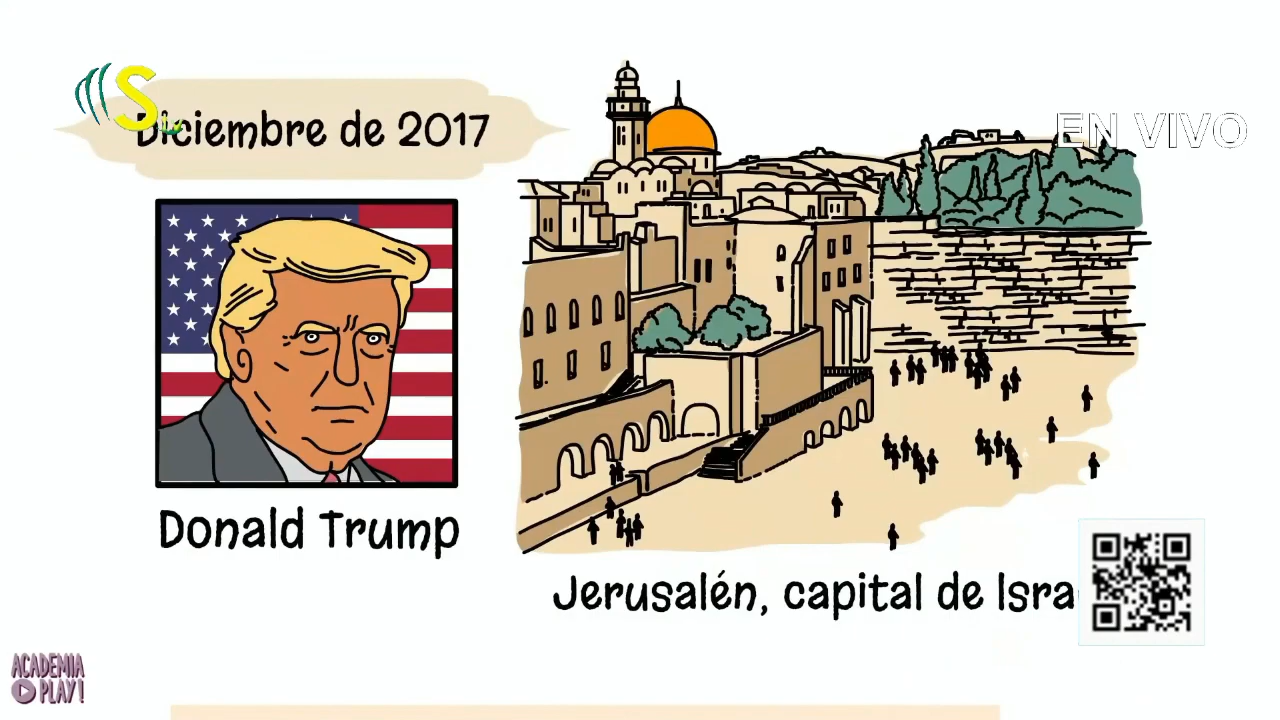 S
Diciembre de 2017
EN VIVO
Donald Trump
Jerusalén, capital de Isra
ACADEMIA
PLAY!